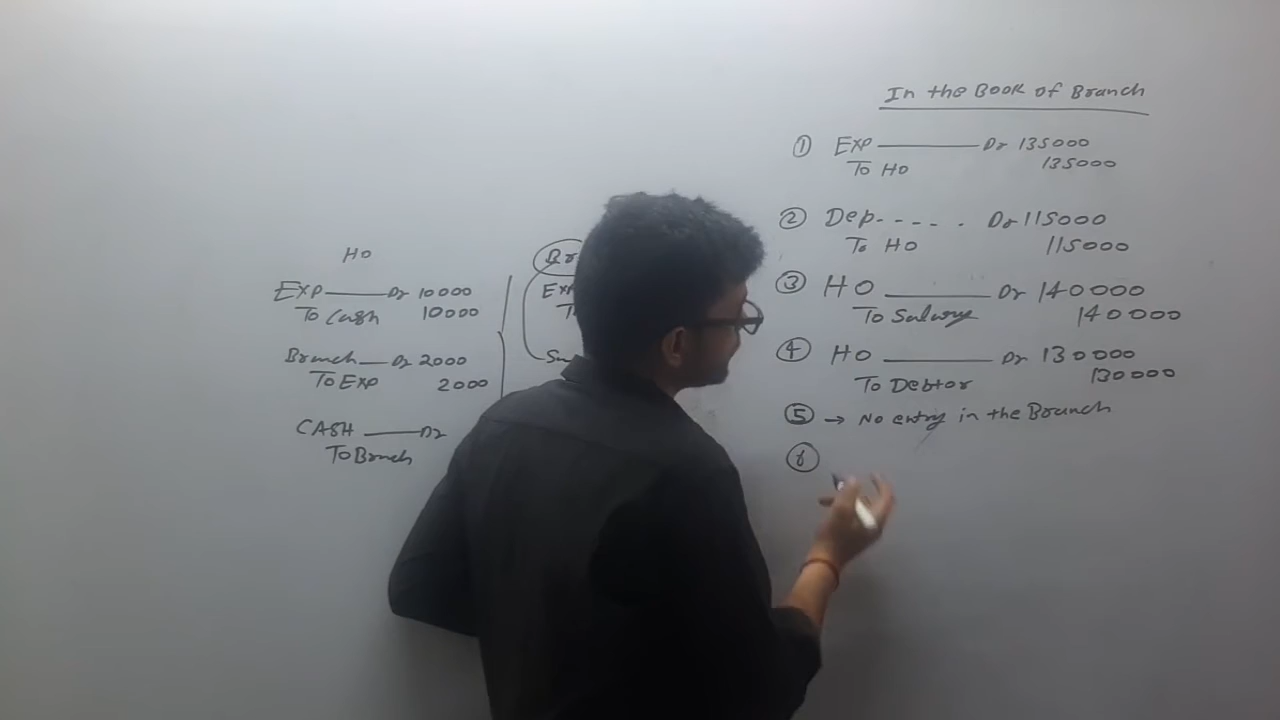 HO
EXP Dr 10000
To Cash 10000
Branch Dr 2000
To EXP 2000
CASH Dr
To Branch
In the Book of Branch
① EXP Dr 135000
To HO 135000
② Dep----. Dr 115000
To HO 115000
③ HO Dr 140000
To Salary 140000
④ HO Dr 130000
To Debtor 130000
⑤ → No entry in the Branch